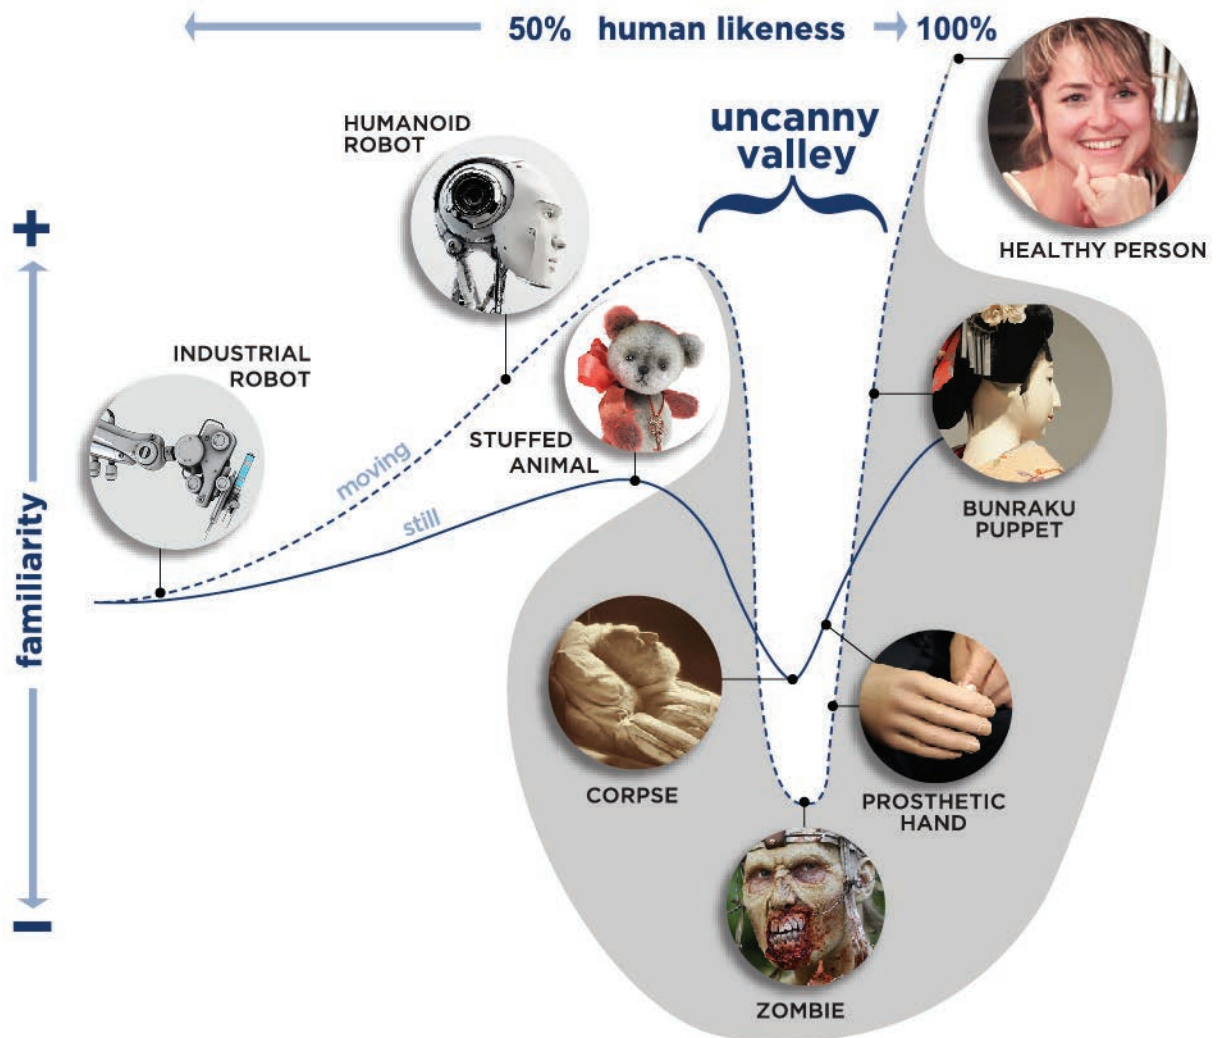 50% human likeness 100%
uncanny
valley
HUMANOID
ROBOT
HEALTHY PERSON
+
INDUSTRIAL
ROBOT
STUFFED
ANIMAL
moving
still
BUNRAKU
PUPPET
familiarity
CORPSE
PROSTHETIC
HAND
–
ZOMBIE